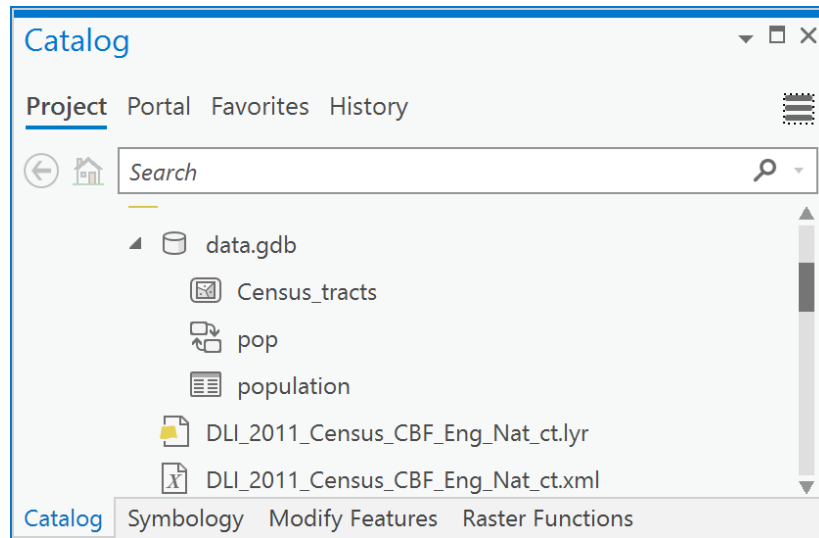 Catalog
Project Portal Favorites History
Search
data.gdb
Census_tracts
pop
population
DLI_2011_Census_CBF_Eng_Nat_ct.lyr
DLI_2011_Census_CBF_Eng_Nat_ct.xml
Catalog Symbology Modify Features Raster Functions